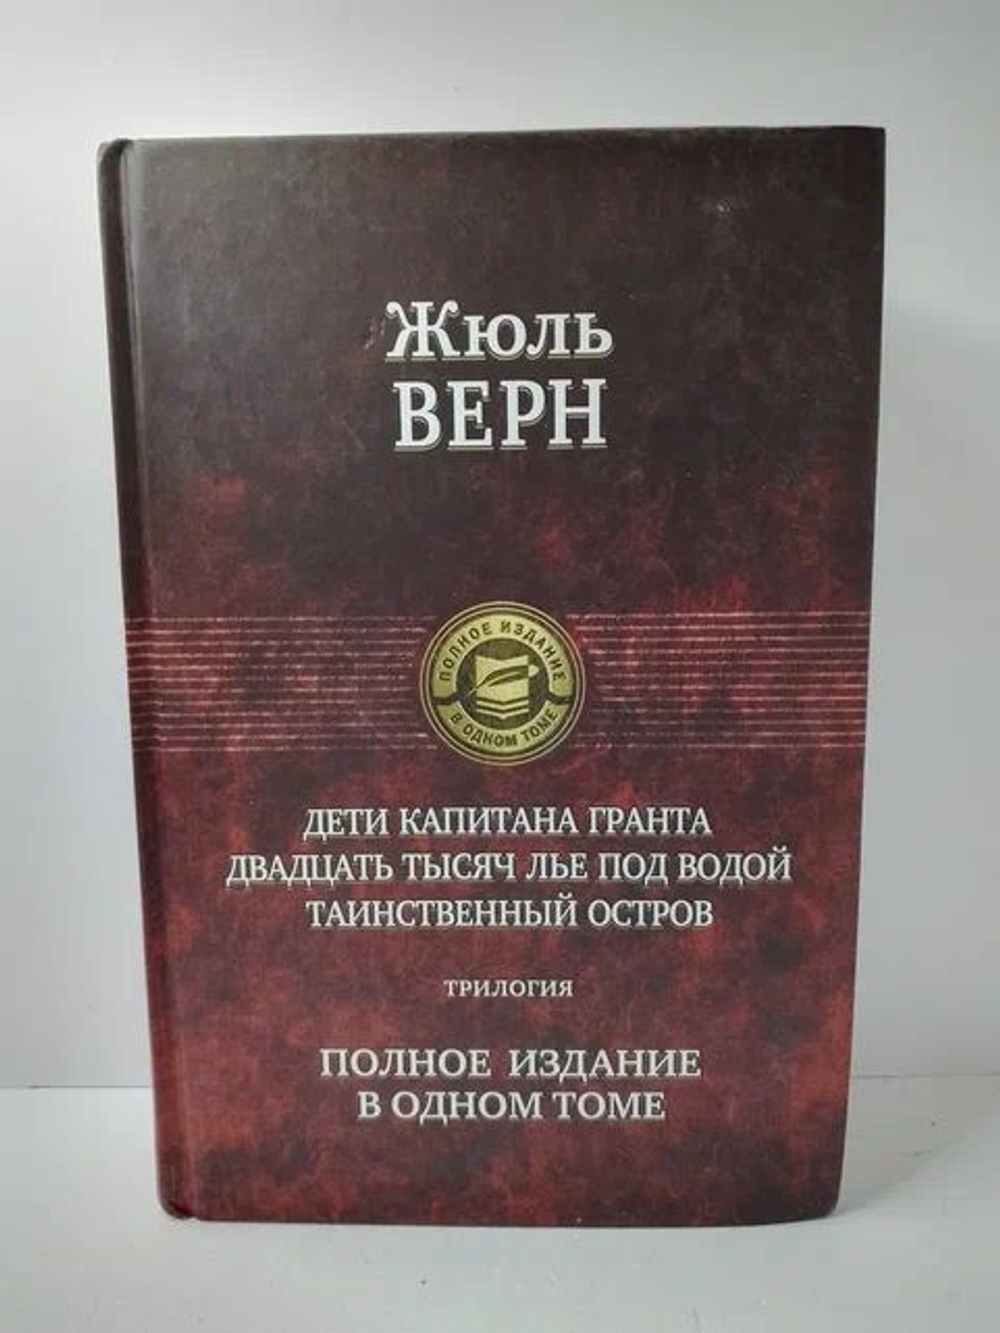 Жюль
ВЕРН
ПОЛНОЕ ИЗДАНИЕ
В ОДНОМ ТОМЕ
ДЕТИ КАПИТАНА ГРАНТА
ДВАДЦАТЬ ТЫСЯЧ ЛЬЕ ПОД ВОДОЙ
ТАИНСТВЕННЫЙ ОСТРОВ
ТРИЛОГИЯ
ПОЛНОЕ ИЗДАНИЕ
В ОДНОМ ТОМЕ